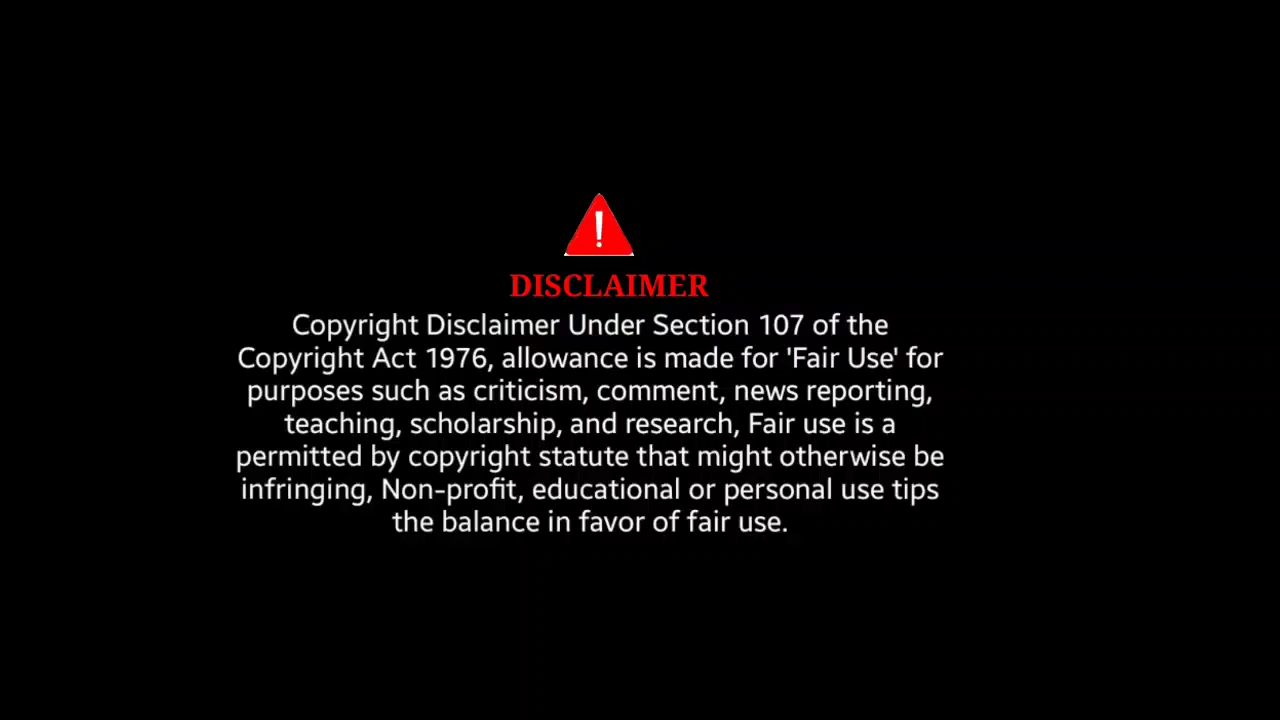 DISCLAIMER
Copyright Disclaimer Under Section 107 of the
Copyright Act 1976, allowance is made for 'Fair Use' for
purposes such as criticism, comment, news reporting,
teaching, scholarship, and research, Fair use is a
permitted by copyright statute that might otherwise be
infringing, Non-profit, educational or personal use tips
the balance in favor of fair use.